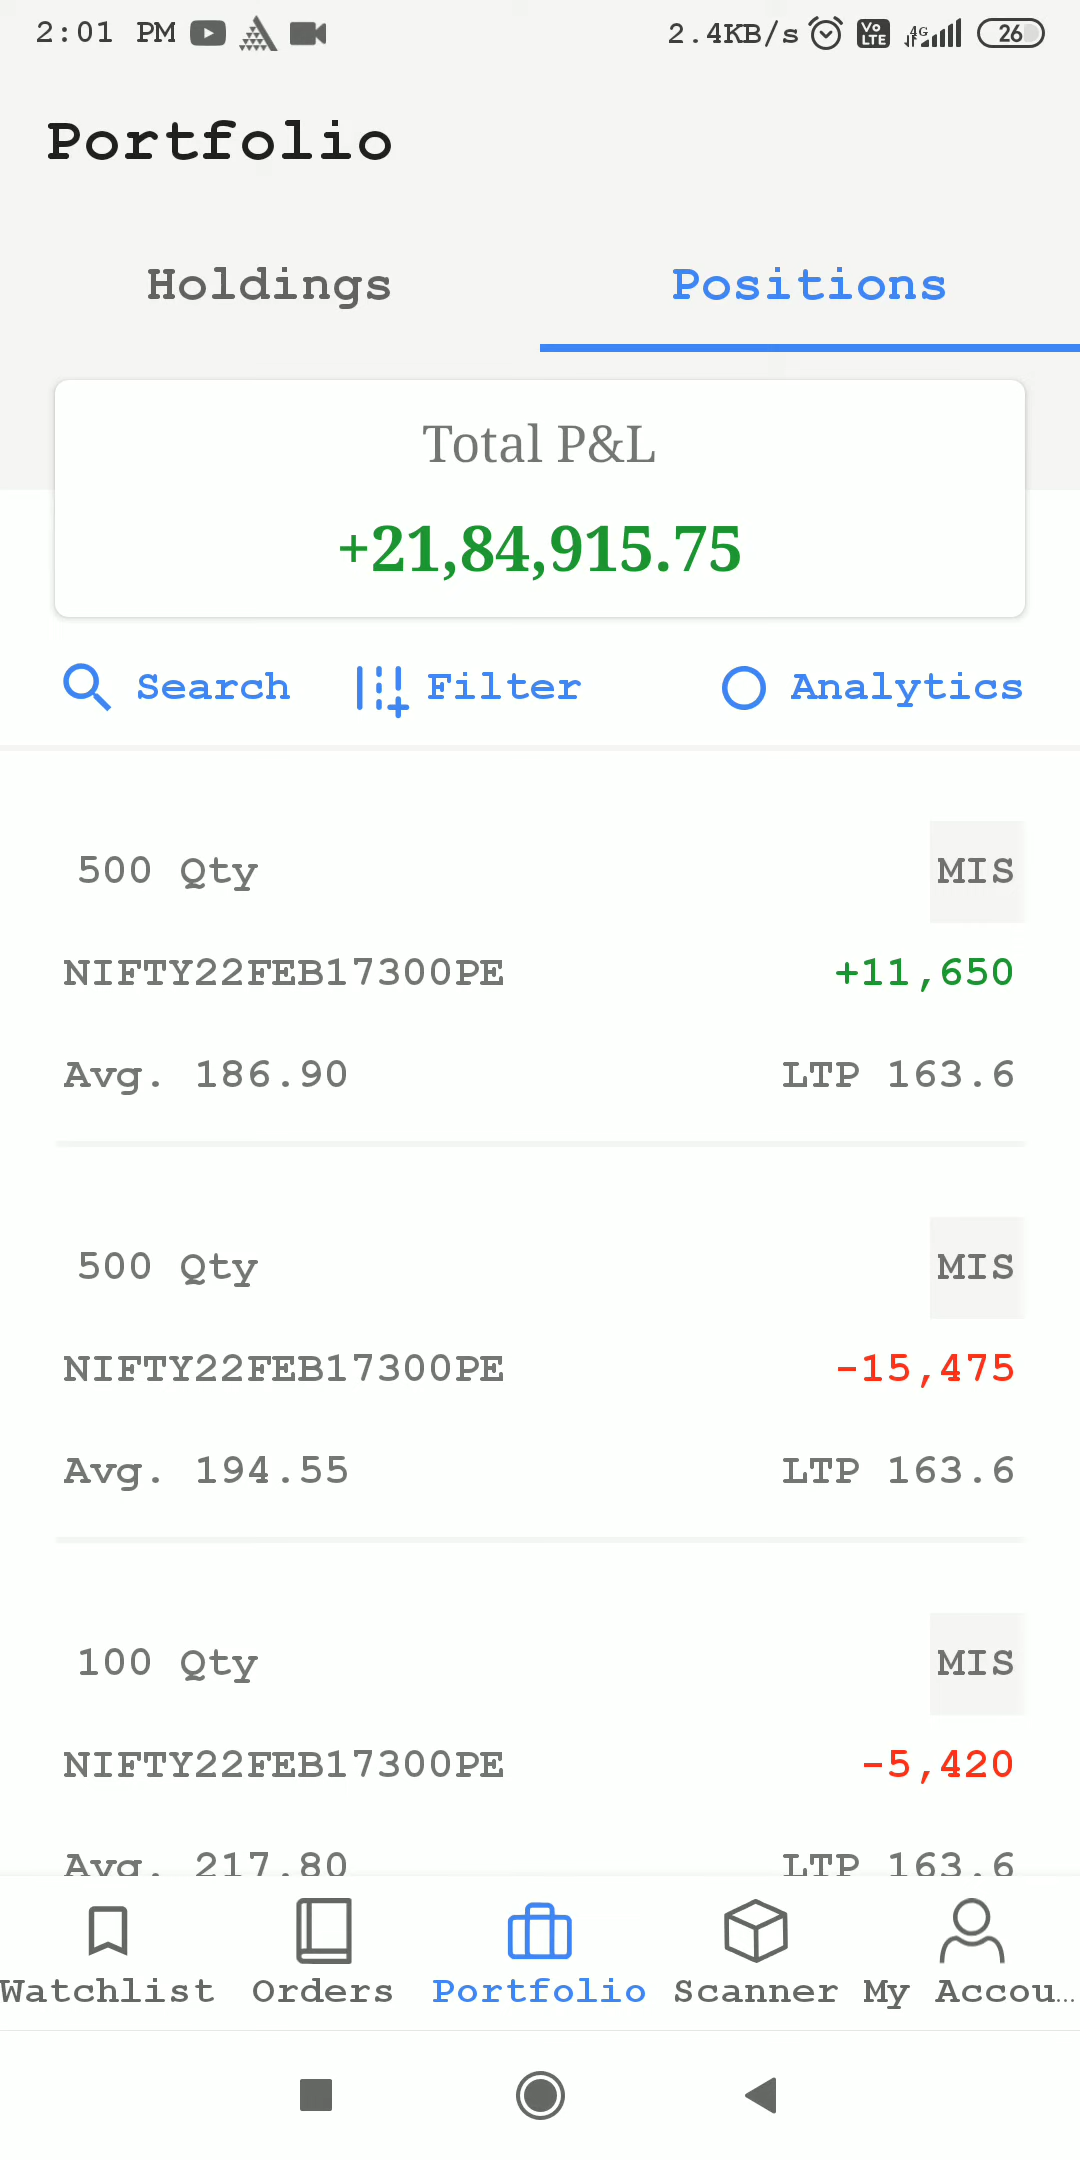 2:01 PM 2.4KB/s Vo LTE 4G 26
Portfolio
Holdings Positions
Total P&L
+21,84,915.75
Search Filter Analytics
500 Qty MIS
NIFTY22FEB17300PE +11,650
Avg. 186.90 LTP 163.6
500 Qty MIS
NIFTY22FEB17300PE -15,475
Avg. 194.55 LTP 163.6
100 Qty MIS
NIFTY22FEB17300PE -5,420
Avg. 217.80 LTP 163.6
Watchlist Orders Portfolio Scanner My Accou...